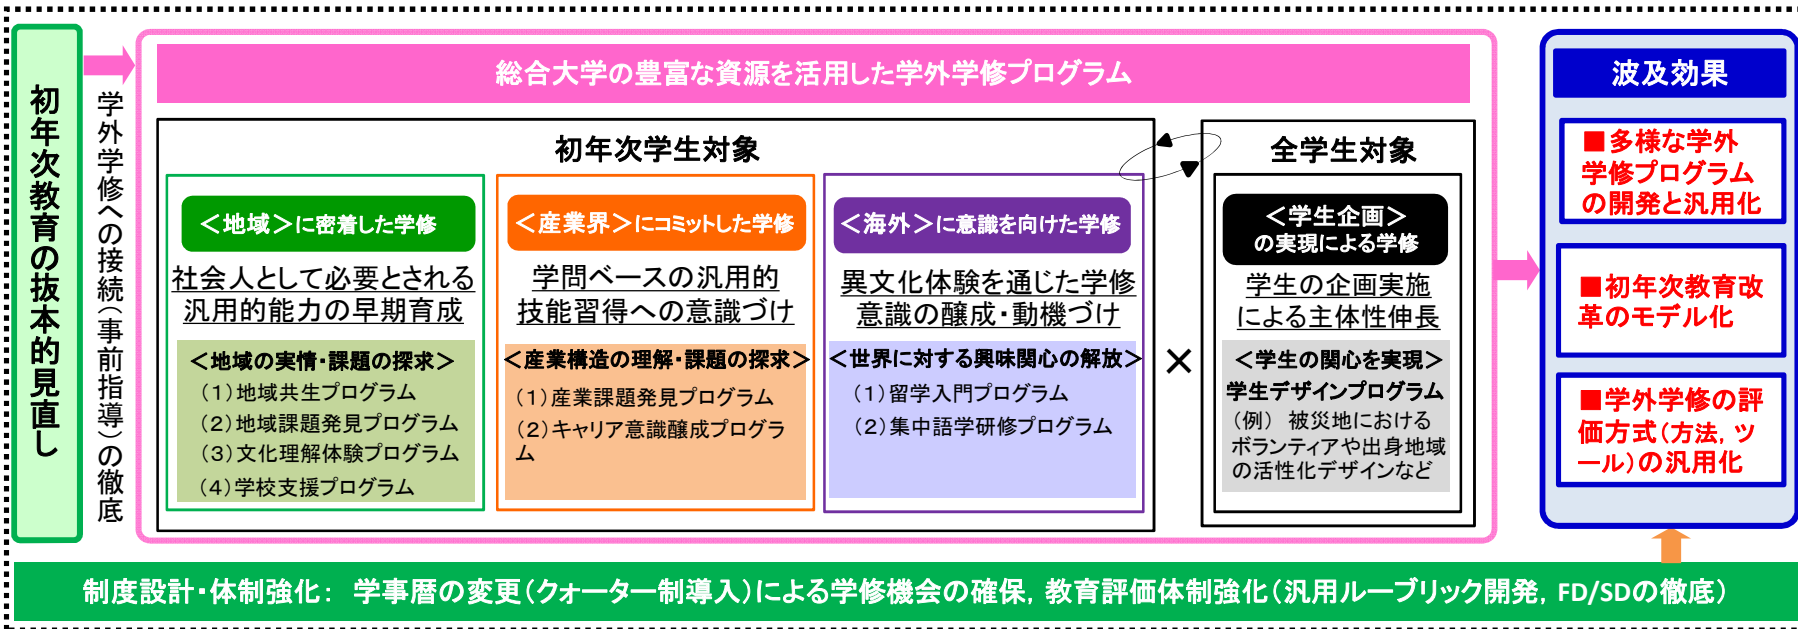 初年次教育の抜本的見直し
学外学修への接続（事前指導）の徹底
総合大学の豊富な資源を活用した学外学修プログラム
初年次学生対象
＜地域＞に密着した学修
社会人として必要とされる
汎用的能力の早期育成
＜地域の実情・課題の探求＞
（１）地域共生プログラム
（２）地域課題発見プログラム
（３）文化理解体験プログラム
（４）学校支援プログラム
＜産業界＞にコミットした学修
学問ベースの汎用的
技能習得への意識づけ
＜産業構造の理解・課題の探求＞
（１）産業課題発見プログラム
（２）キャリア意識醸成プログラ
ム
＜海外＞に意識を向けた学修
異文化体験を通じた学修
意識の醸成・動機づけ
＜世界に対する興味関心の解放＞
（１）留学入門プログラム
（２）集中語学研修プログラム
×
全学生対象
＜学生企画＞
の実現による学修
学生の企画実施
による主体性伸長
＜学生の関心を実現＞
学生デザインプログラム
（例） 被災地における
ボランティアや出身地域
の活性化デザインなど
波及効果
■多様な学外
学修プログラム
の開発と汎用化
■初年次教育改
革のモデル化
■学外学修の評
価方式（方法，ツ
ール）の汎用化
制度設計・体制強化： 学事暦の変更（クォーター制導入）による学修機会の確保，教育評価体制強化（汎用ルーブリック開発，FD/SDの徹底）